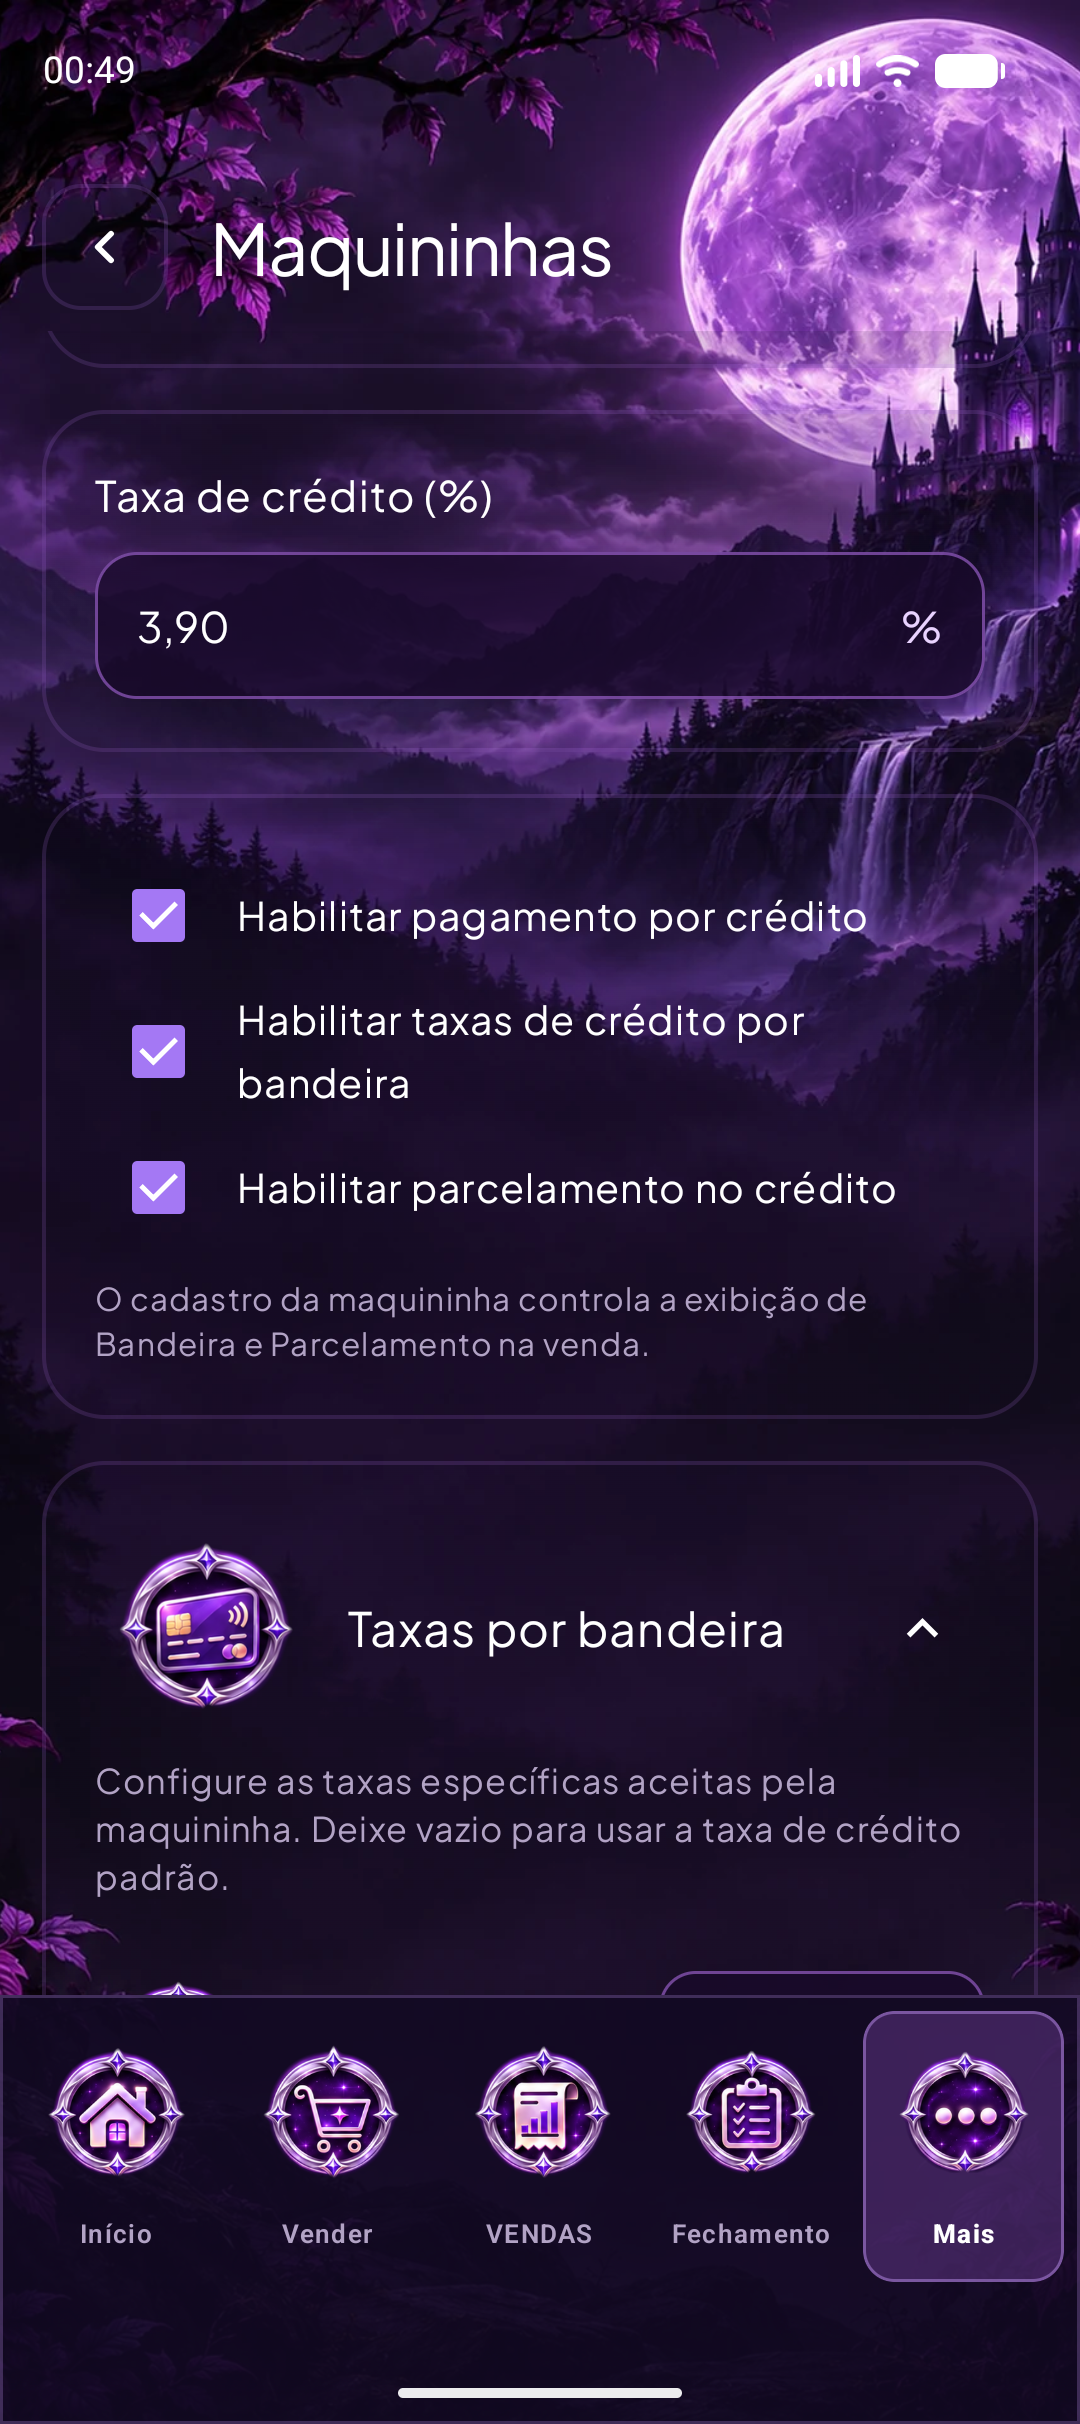 00:49
Maquininhas
Taxa de crédito (%)
3,90 %
Habilitar pagamento por crédito
Habilitar taxas de crédito por
bandeira
Habilitar parcelamento no crédito
O cadastro da maquininha controla a exibição de
Bandeira e Parcelamento na venda.
Taxas por bandeira
Configure as taxas específicas aceitas pela
maquininha. Deixe vazio para usar a taxa de crédito
padrão.
Início Vender VENDAS Fechamento Mais